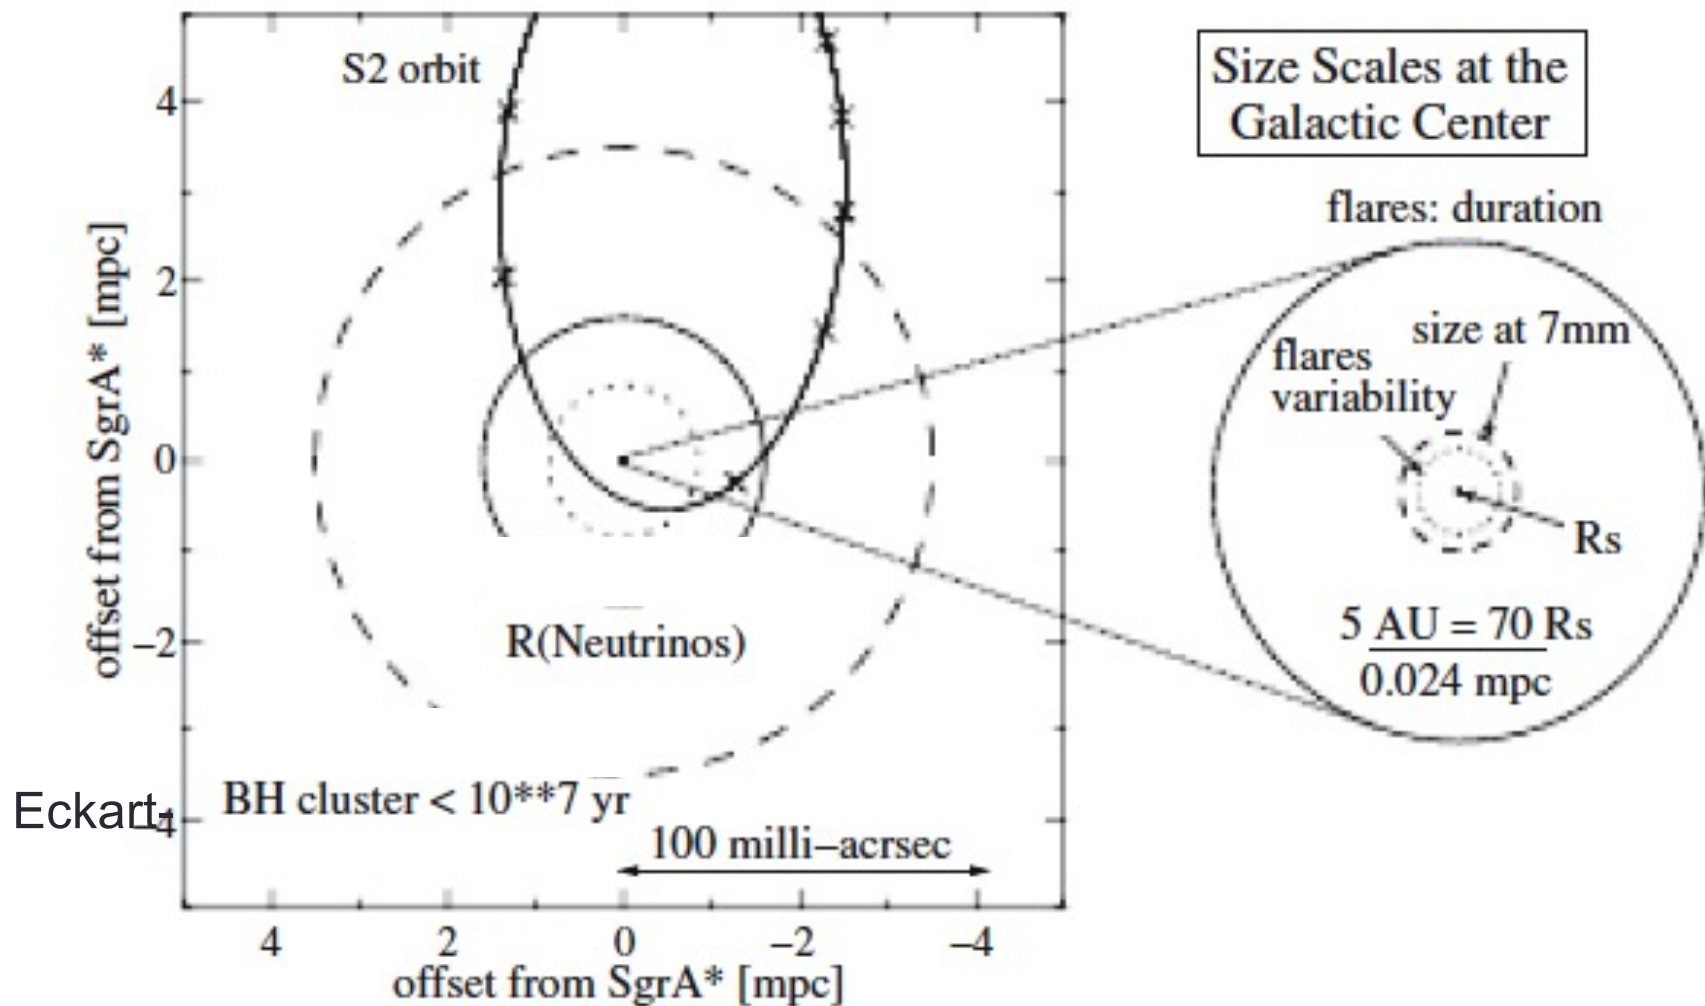 S2 orbit
Size Scales at the
Galactic Center
flares: duration
size at 7mm
flares
variability
Rs
5 AU = 70 Rs
0.024 mpc
offset from SgrA* [mpc]
4
2
0
−2
−4
R(Neutrinos)
BH cluster < 10**7 yr
Eckart
100 milli−acrsec
4
2
0
−2
−4
offset from SgrA* [mpc]